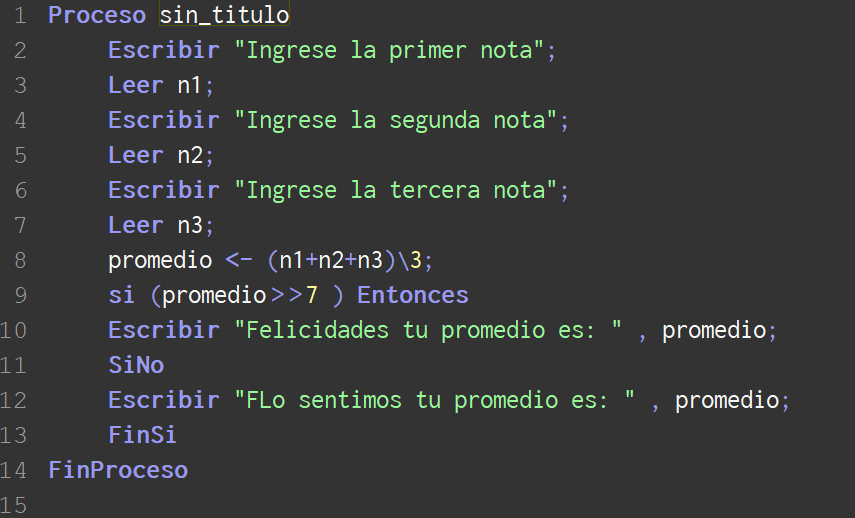 1 Proceso sin_titulo
2 Escribir "Ingrese la primer nota";
3 Leer n1;
4 Escribir "Ingrese la segunda nota";
5 Leer n2;
6 Escribir "Ingrese la tercera nota";
7 Leer n3;
8 promedio <- (n1+n2+n3)\3;
9 si (promedio>>7 ) Entonces
10 Escribir "Felicidades tu promedio es: " , promedio;
11 SiNo
12 Escribir "FLo sentimos tu promedio es: " , promedio;
13 FinSi
14 FinProceso
15